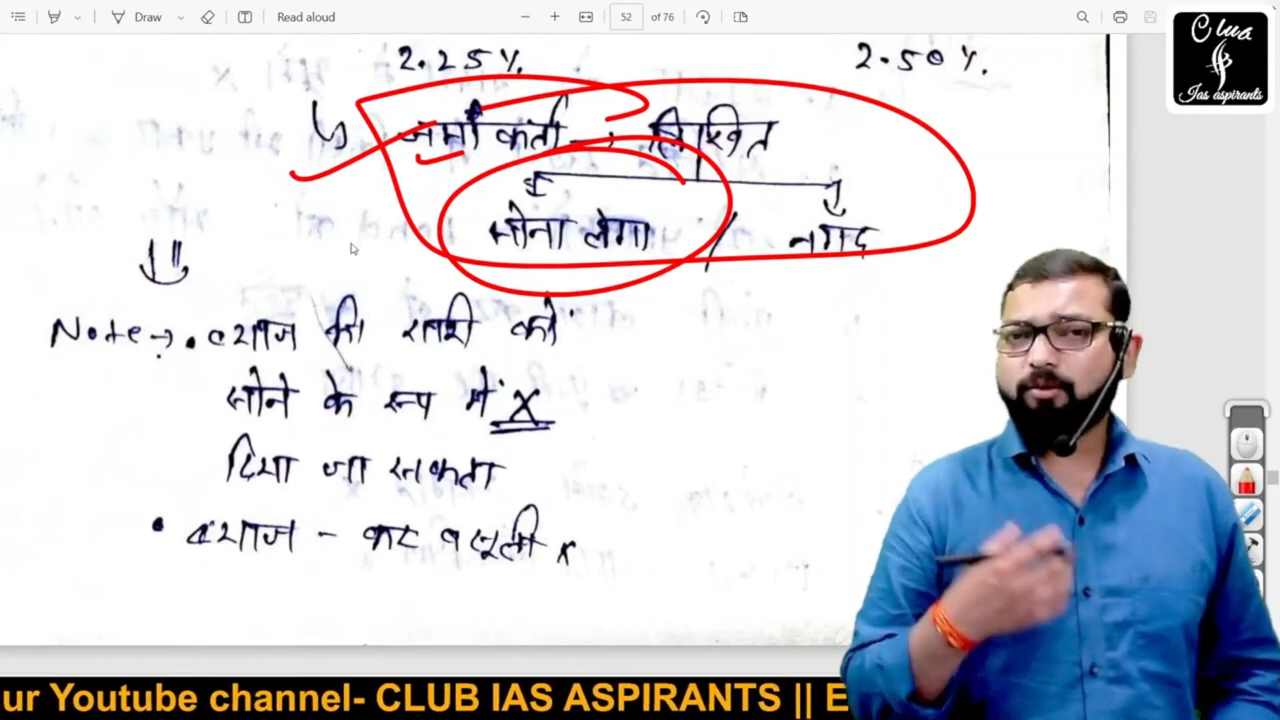 Draw
Read aloud
52 of 76
Club
Ias aspirants
2.25%. 2.50%.
↳ जमा कर्ता → लिखित
सोना लेगा / नगद
Note → • ब्याज की राशी को
सोने के रूप में X
दिया जा सकता
• ब्याज - कर वसूली x
ur Youtube channel- CLUB IAS ASPIRANTS || E